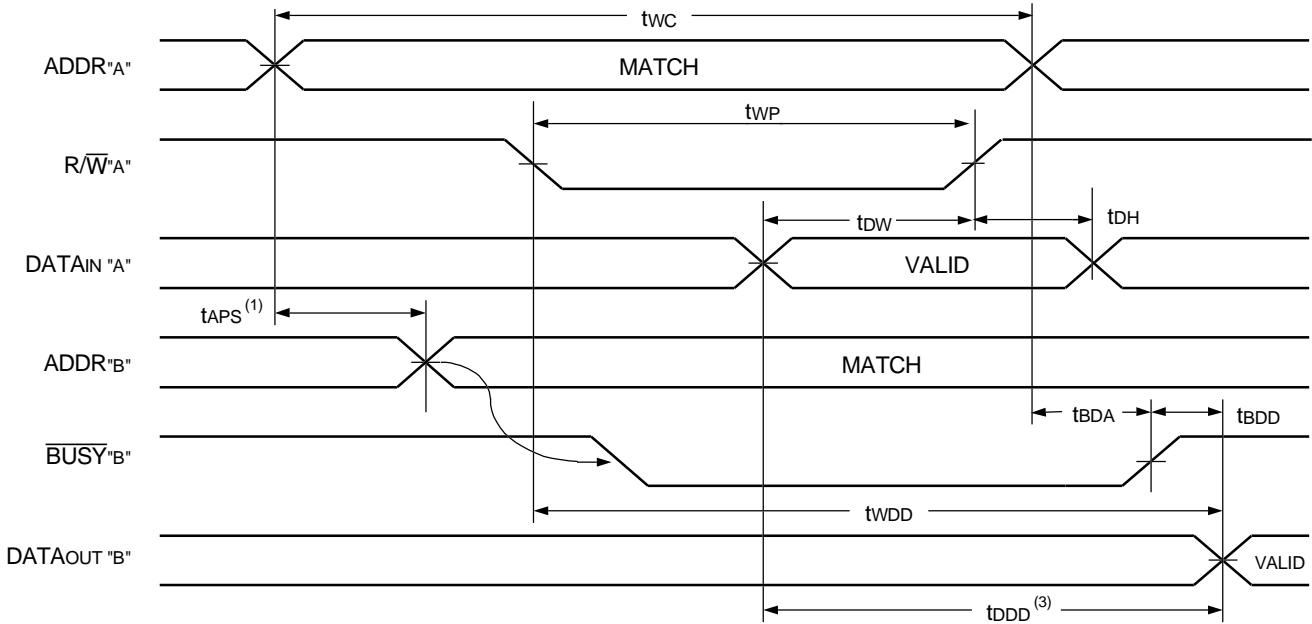 tWC
ADDR"A"
MATCH
tWP
R/W̅"A"
tDW
tDH
DATAIN "A"
VALID
tAPS (1)
ADDR"B"
MATCH
tBDA
tBDD
B̅U̅S̅Y̅"B"
tWDD
DATAOUT "B"
VALID
tDDD (3)